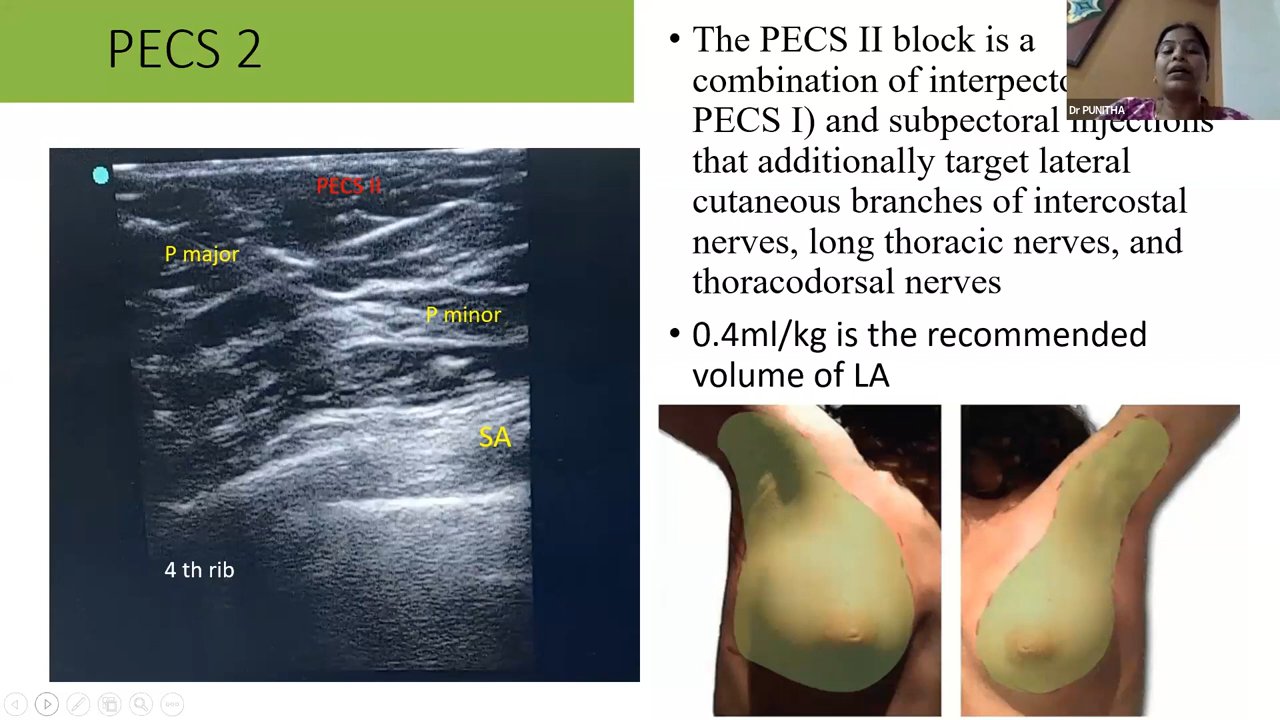 PECS 2
PECS II
P major
P minor
SA
4 th rib
• The PECS II block is a
combination of
PECS I) and subpectoral injections
that additionally target lateral
cutaneous branches of intercostal
nerves, long thoracic nerves, and
thoracodorsal nerves
• 0.4ml/kg is the recommended
volume of LA
Dr PUNITHA